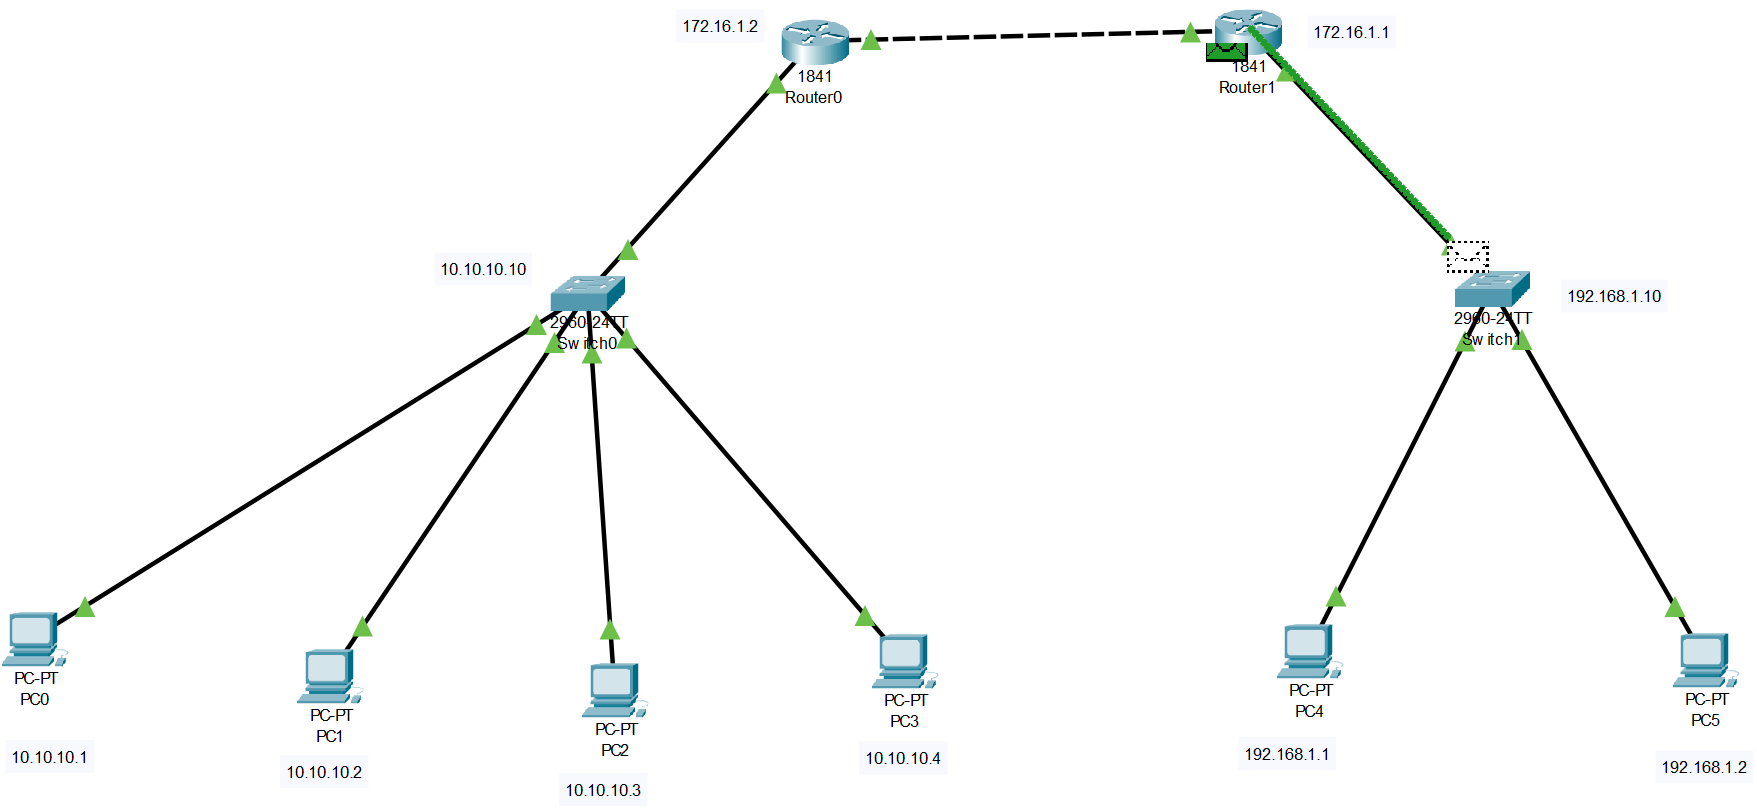 172.16.1.2
1841
Router0
172.16.1.1
1841
Router1
10.10.10.10
2960-24TT
Switch0
192.168.1.10
2960-24TT
Switch1
PC-PT
PC0
10.10.10.1
PC-PT
PC1
10.10.10.2
PC-PT
PC2
10.10.10.3
PC-PT
PC3
10.10.10.4
PC-PT
PC4
192.168.1.1
PC-PT
PC5
192.168.1.2